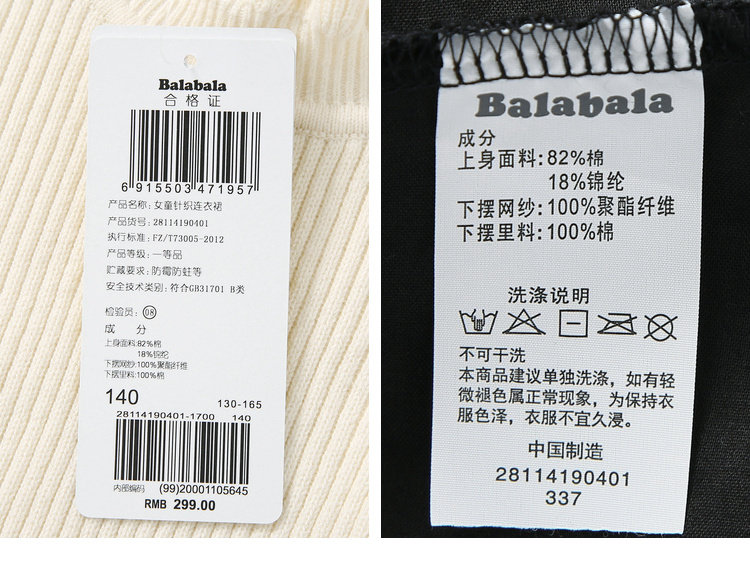 Balabala
合格证
6 915503 471957
产品名称: 女童针织连衣裙
产品货号: 28114190401
执行标准: FZ/T73005-2012
产品等级: 一等品
贮藏要求: 防霉防蛀等
安全技术类别: 符合GB31701 B类
检验员: 08
成 分
上身面料:82%棉
18%锦纶
下摆网纱:100%聚酯纤维
下摆里料:100%棉
140 130-165
28114190401-1700 140
内部编码 (99)20001105645
RMB 299.00
Balabala
成分
上身面料:82%棉
18%锦纶
下摆网纱:100%聚酯纤维
下摆里料:100%棉
洗涤说明
不可干洗
本商品建议单独洗涤，如有轻
微褪色属正常现象，为保持衣
服色泽，衣服不宜久浸。
中国制造
28114190401
337